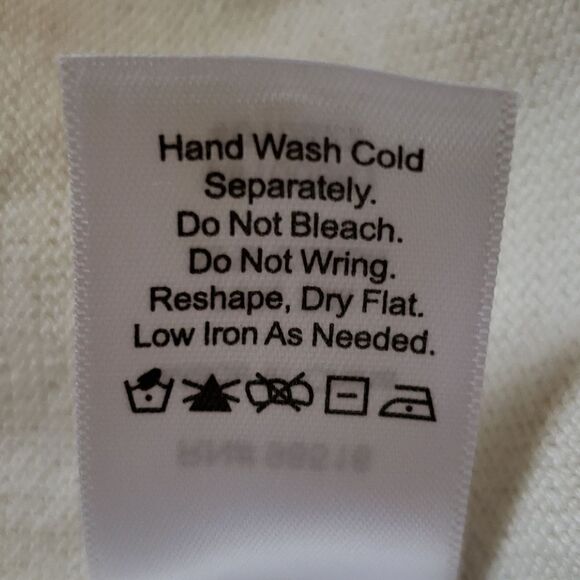 Hand Wash Cold
Separately.
Do Not Bleach.
Do Not Wring.
Reshape, Dry Flat.
Low Iron As Needed.